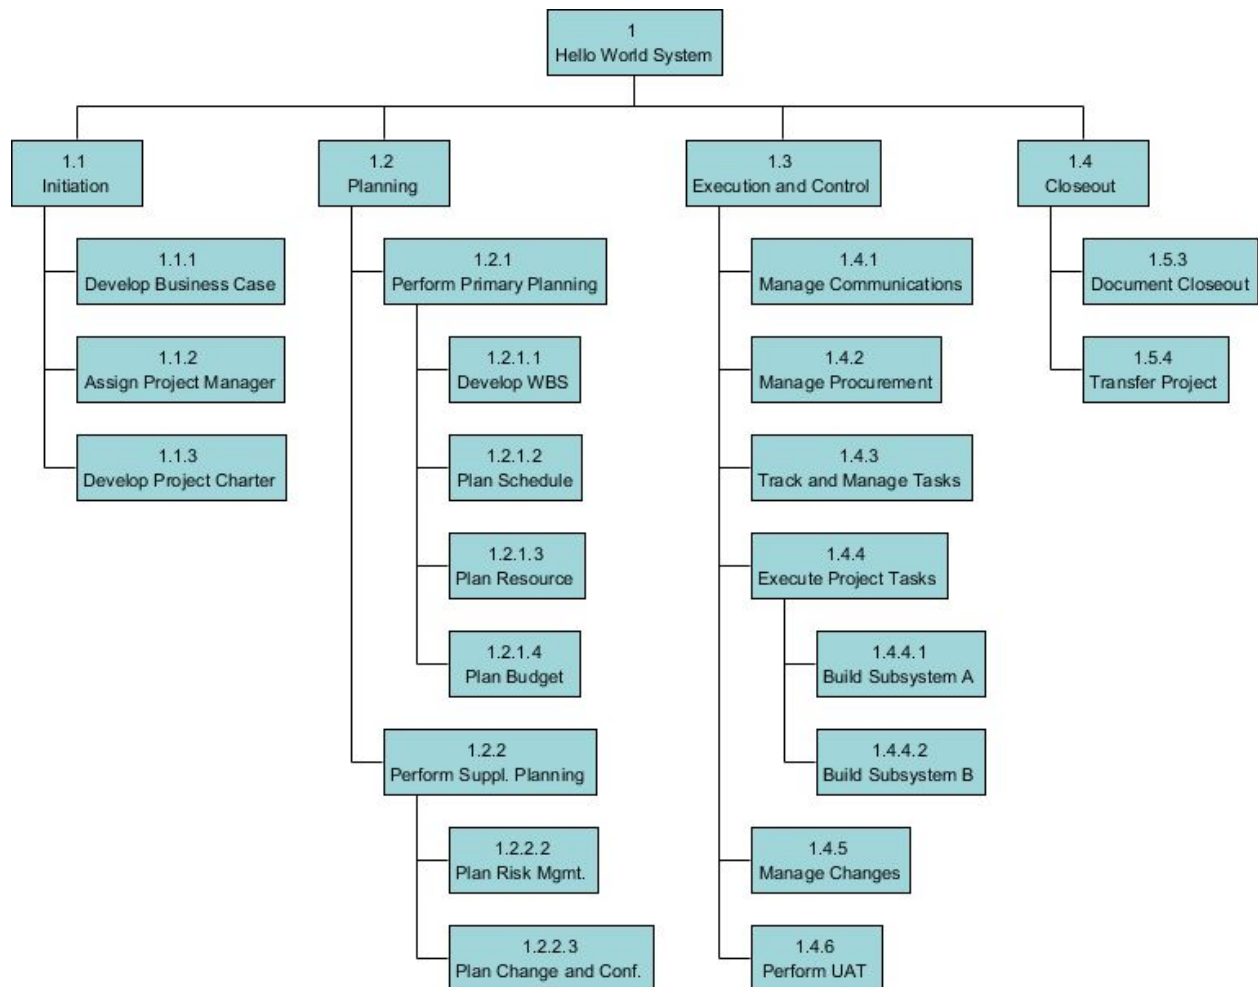 1
Hello World System
1.1
Initiation
1.1.1
Develop Business Case
1.1.2
Assign Project Manager
1.1.3
Develop Project Charter
1.2
Planning
1.2.1
Perform Primary Planning
1.2.1.1
Develop WBS
1.2.1.2
Plan Schedule
1.2.1.3
Plan Resource
1.2.1.4
Plan Budget
1.2.2
Perform Suppl. Planning
1.2.2.2
Plan Risk Mgmt.
1.2.2.3
Plan Change and Conf.
1.3
Execution and Control
1.4.1
Manage Communications
1.4.2
Manage Procurement
1.4.3
Track and Manage Tasks
1.4.4
Execute Project Tasks
1.4.4.1
Build Subsystem A
1.4.4.2
Build Subsystem B
1.4.5
Manage Changes
1.4.6
Perform UAT
1.4
Closeout
1.5.3
Document Closeout
1.5.4
Transfer Project